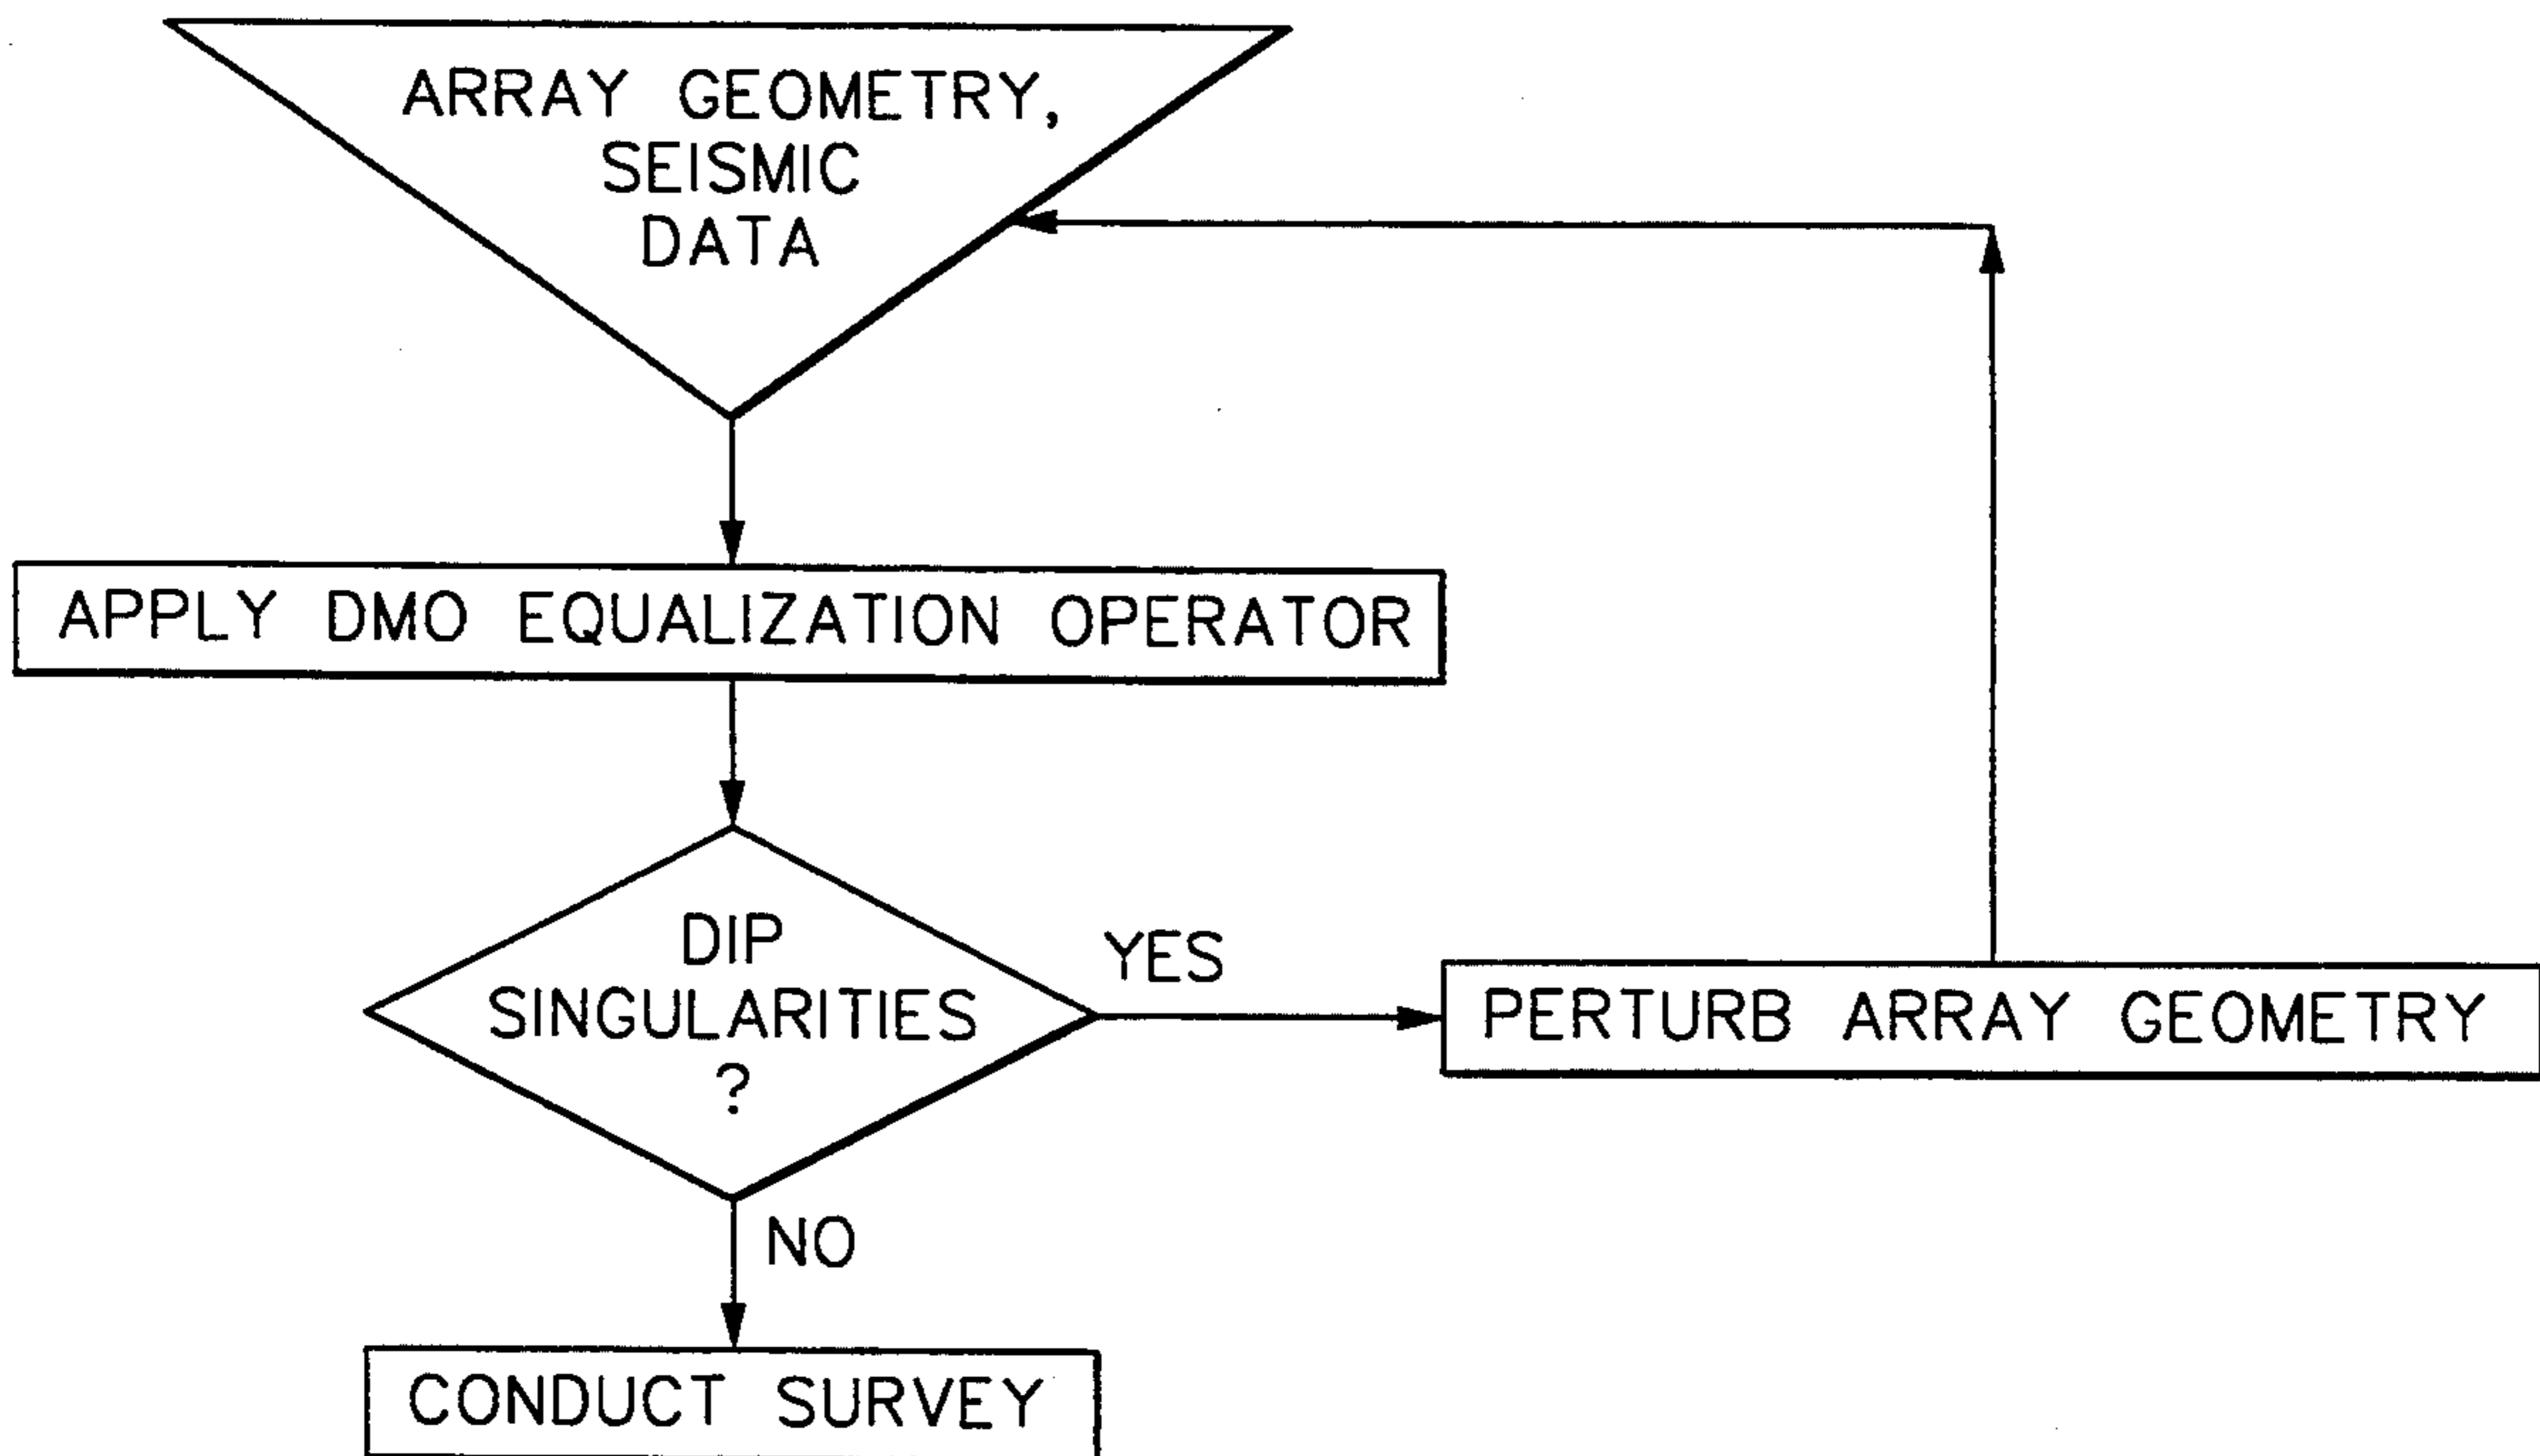 ARRAY GEOMETRY,
SEISMIC
DATA
APPLY DMO EQUALIZATION OPERATOR
DIP
SINGULARITIES
?
YES
PERTURB ARRAY GEOMETRY
NO
CONDUCT SURVEY